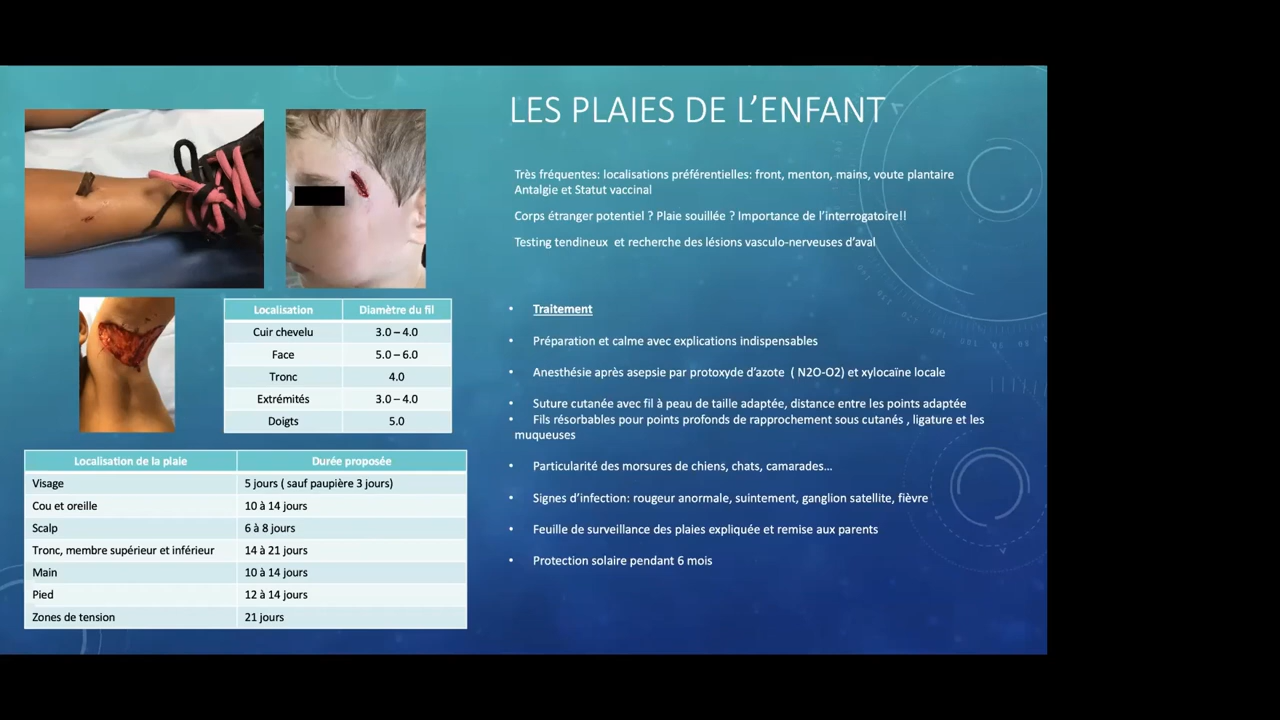 LES PLAIES DE L'ENFANT
Très fréquentes: localisations préférentielles: front, menton, mains, voute plantaire
Antalgie et Statut vaccinal
Corps étranger potentiel ? Plaie souillée ? Importance de l'interrogatoire!!
Testing tendineux et recherche des lésions vasculo-nerveuses d'aval
• Traitement
• Préparation et calme avec explications indispensables
• Anesthésie après asepsie par protoxyde d'azote ( N2O-O2) et xylocaïne locale
• Suture cutanée avec fil à peau de taille adaptée, distance entre les points adaptée
• Fils résorbables pour points profonds de rapprochement sous cutanés , ligature et les
muqueuses
• Particularité des morsures de chiens, chats, camarades...
• Signes d'infection: rougeur anormale, suintement, ganglion satellite, fièvre
• Feuille de surveillance des plaies expliquée et remise aux parents
• Protection solaire pendant 6 mois
Localisation Diamètre du fil
Cuir chevelu 3.0 – 4.0
Face 5.0 – 6.0
Tronc 4.0
Extrémités 3.0 – 4.0
Doigts 5.0
Localisation de la plaie Durée proposée
Visage 5 jours ( sauf paupière 3 jours)
Cou et oreille 10 à 14 jours
Scalp 6 à 8 jours
Tronc, membre supérieur et inférieur 14 à 21 jours
Main 10 à 14 jours
Pied 12 à 14 jours
Zones de tension 21 jours